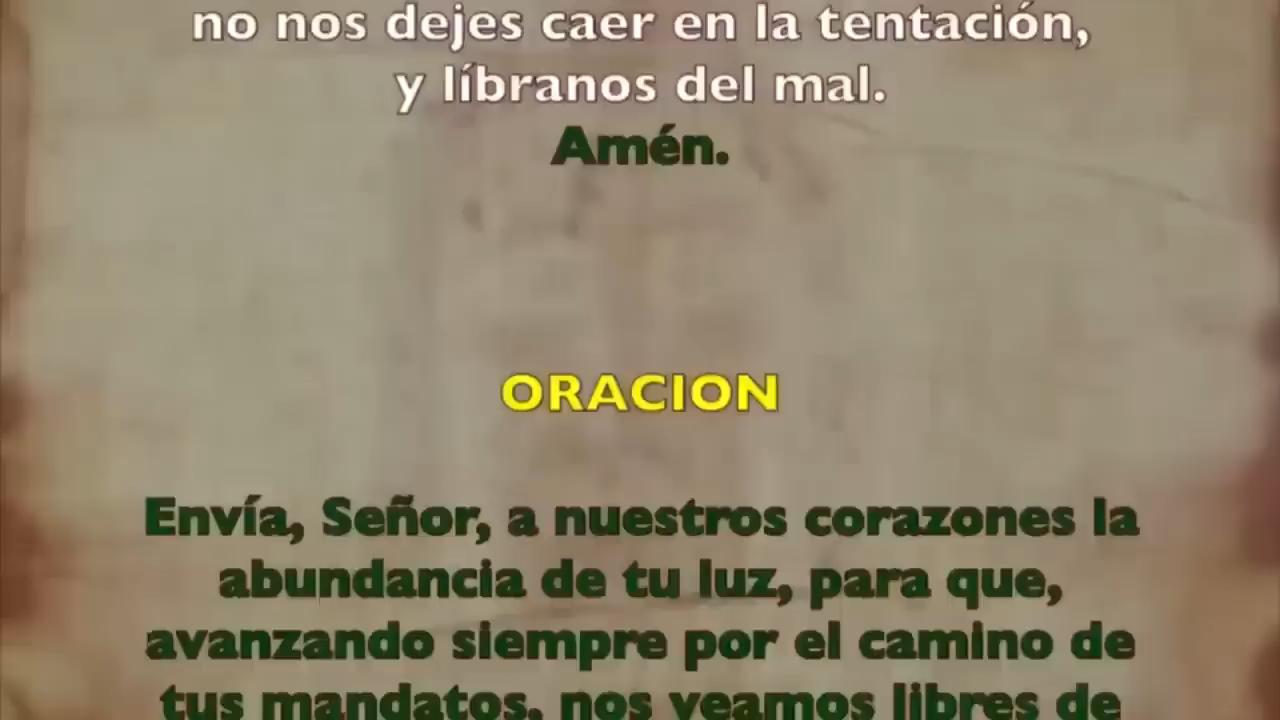 no nos dejes caer en la tentación,
y líbranos del mal.
Amén.
ORACION
Envía, Señor, a nuestros corazones la
abundancia de tu luz, para que,
avanzando siempre por el camino de
tus mandatos, nos veamos libres de